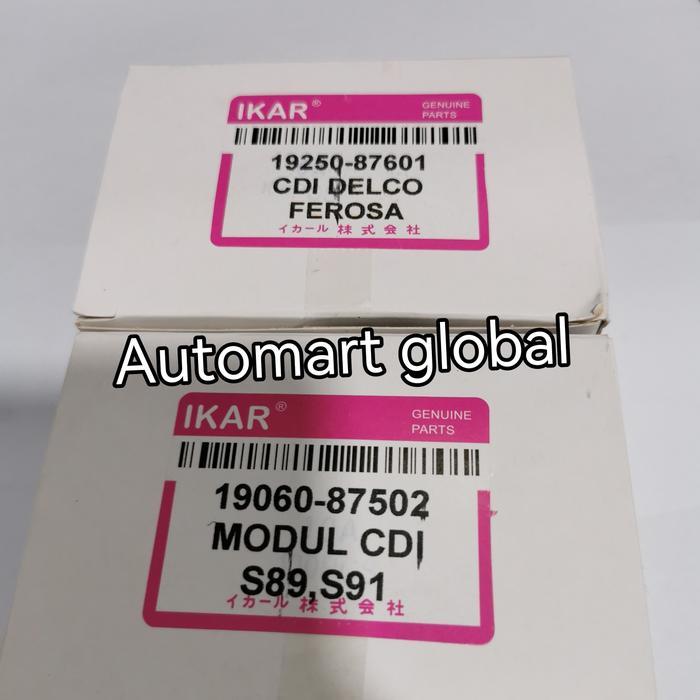 IKAR®
GENUINE
PARTS
19250-87601
CDI DELCO
FEROSA
イカール 株式会社
Automart global
IKAR®
GENUINE
PARTS
19060-87502
MODUL CDI
S89,S91
イカール 株式会社